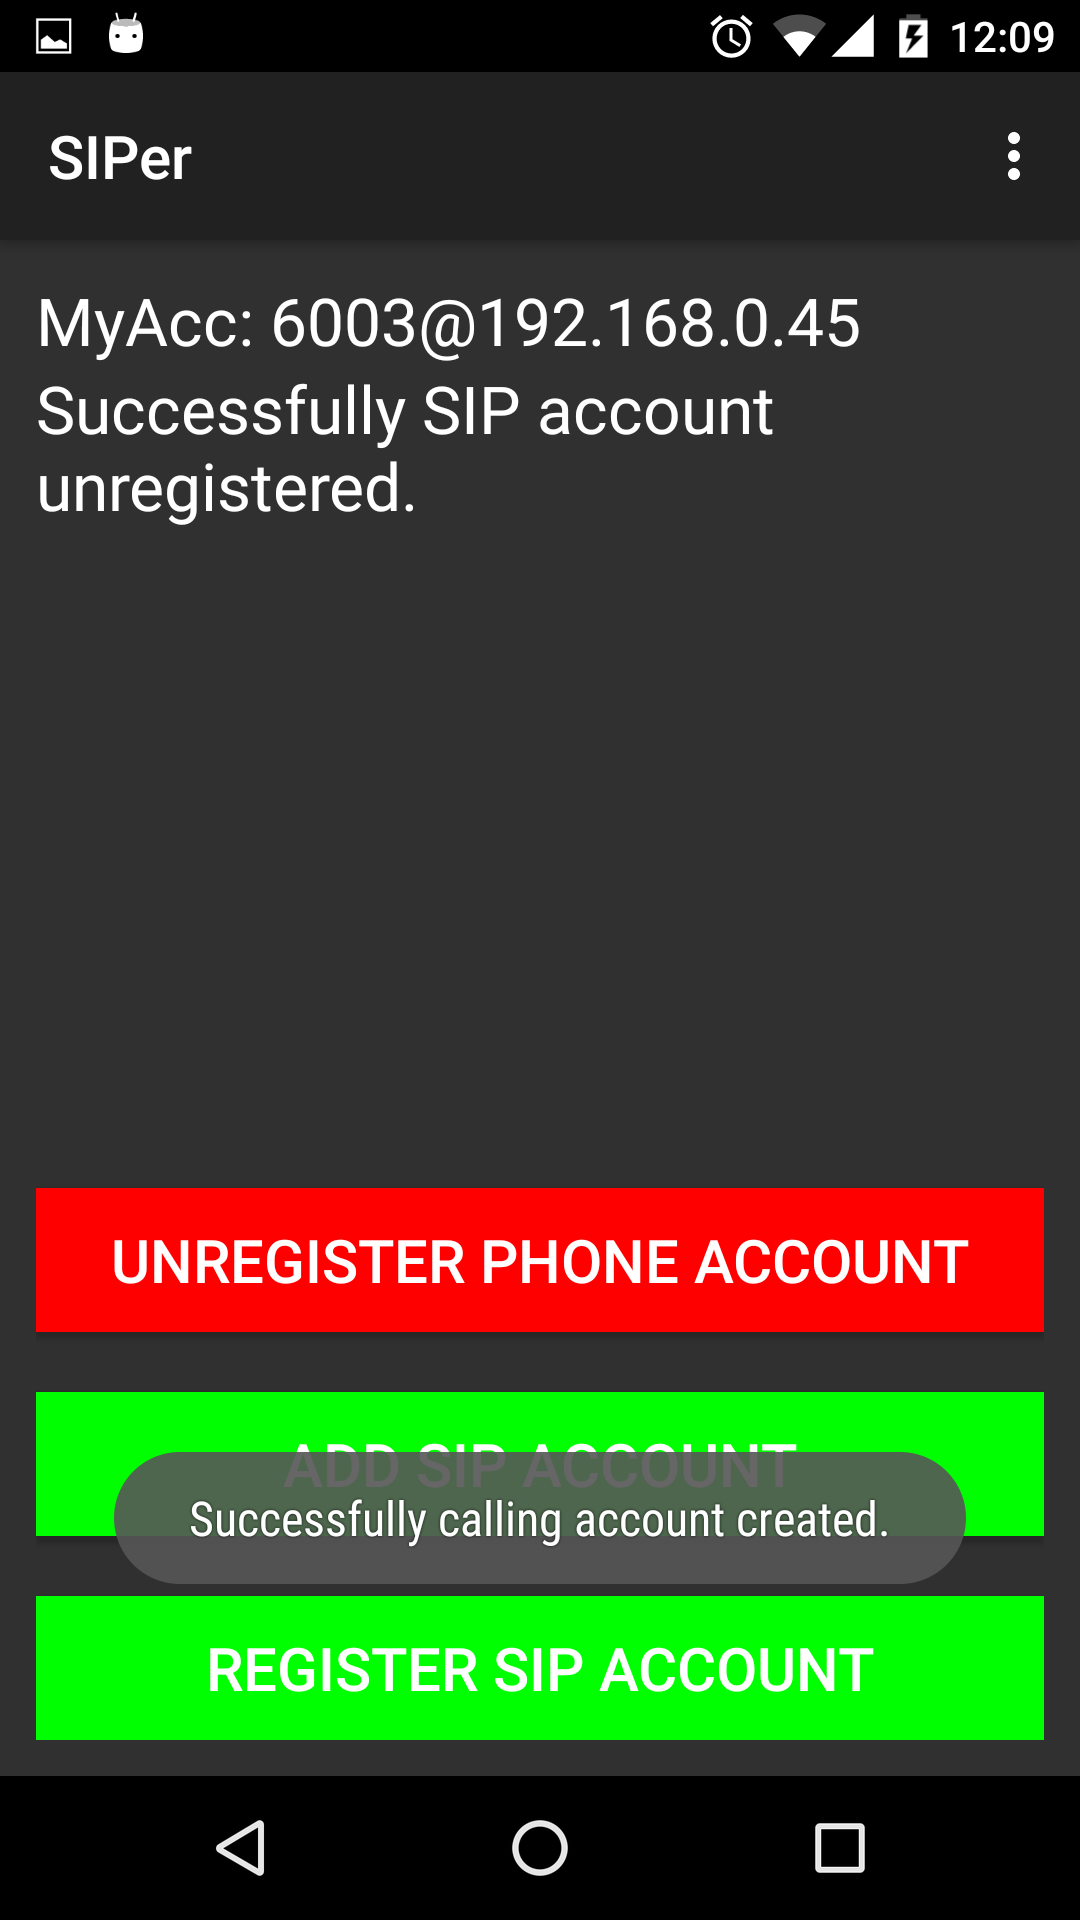 12:09
SIPer
MyAcc: 6003@192.168.0.45
Successfully SIP account
unregistered.
UNREGISTER PHONE ACCOUNT
ADD SIP ACCOUNT
Successfully calling account created.
REGISTER SIP ACCOUNT